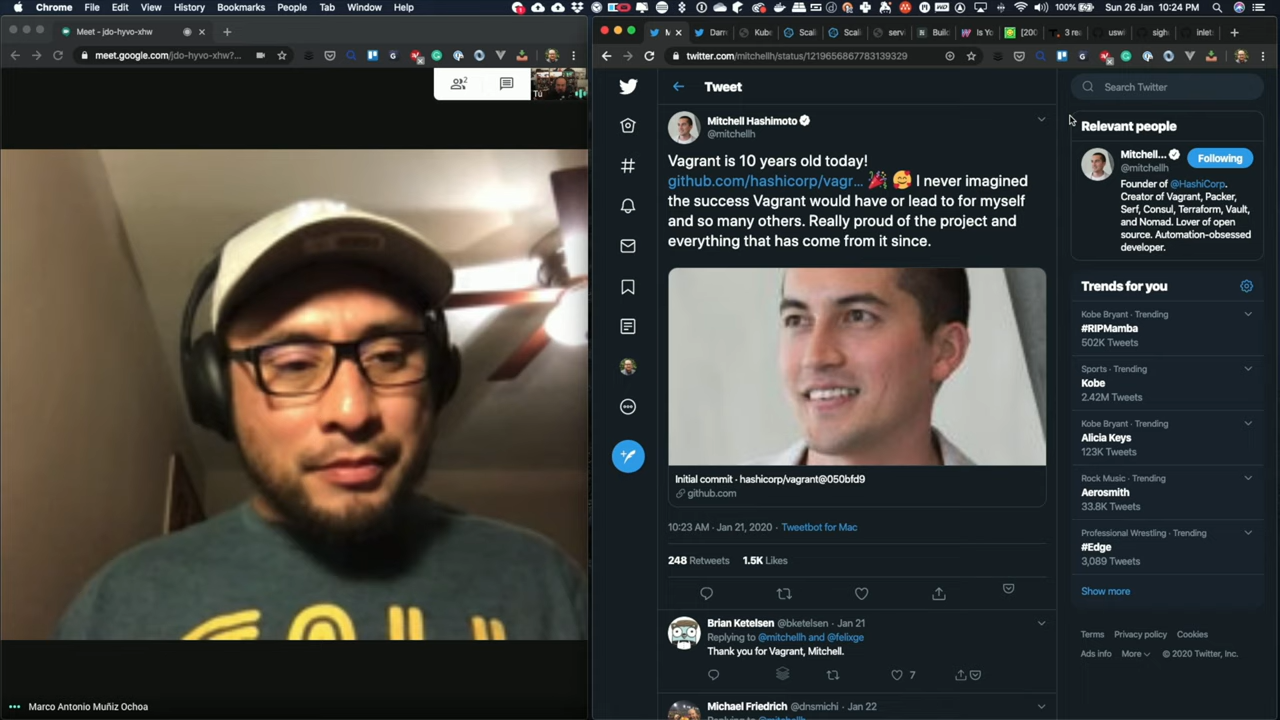 Chrome File Edit View History Bookmarks People Tab Window Help
100% Sun 26 Jan 10:24 PM
Meet - jdo-hyvo-xhw
meet.google.com/jdo-hyvo-xhw?...
2
Tú
Marco Antonio Muñiz Ochoa
twitter.com/mitchellh/status/1219656867783139329
Tweet
Mitchell Hashimoto
@mitchellh
Vagrant is 10 years old today!
github.com/hashicorp/vagr... 🎉 🥰 I never imagined
the success Vagrant would have or lead to for myself
and so many others. Really proud of the project and
everything that has come from it since.
Initial commit · hashicorp/vagrant@050bfd9
github.com
10:23 AM · Jan 21, 2020 · Tweetbot for Mac
248 Retweets 1.5K Likes
Brian Ketelsen @bketelsen · Jan 21
Replying to @mitchellh and @felixge
Thank you for Vagrant, Mitchell.
7
Michael Friedrich @dnsmichi · Jan 22
Replying to @mitchellh
Search Twitter
Relevant people
Mitchell...
@mitchellh
Following
Founder of @HashiCorp.
Creator of Vagrant, Packer,
Serf, Consul, Terraform, Vault,
and Nomad. Lover of open
source. Automation-obsessed
developer.
Trends for you
Kobe Bryant · Trending
#RIPMamba
502K Tweets
Sports · Trending
Kobe
2.42M Tweets
Kobe Bryant · Trending
Alicia Keys
123K Tweets
Rock Music · Trending
Aerosmith
33.8K Tweets
Professional Wrestling · Trending
#Edge
3,089 Tweets
Show more
Terms Privacy policy Cookies
Ads info More © 2020 Twitter, Inc.